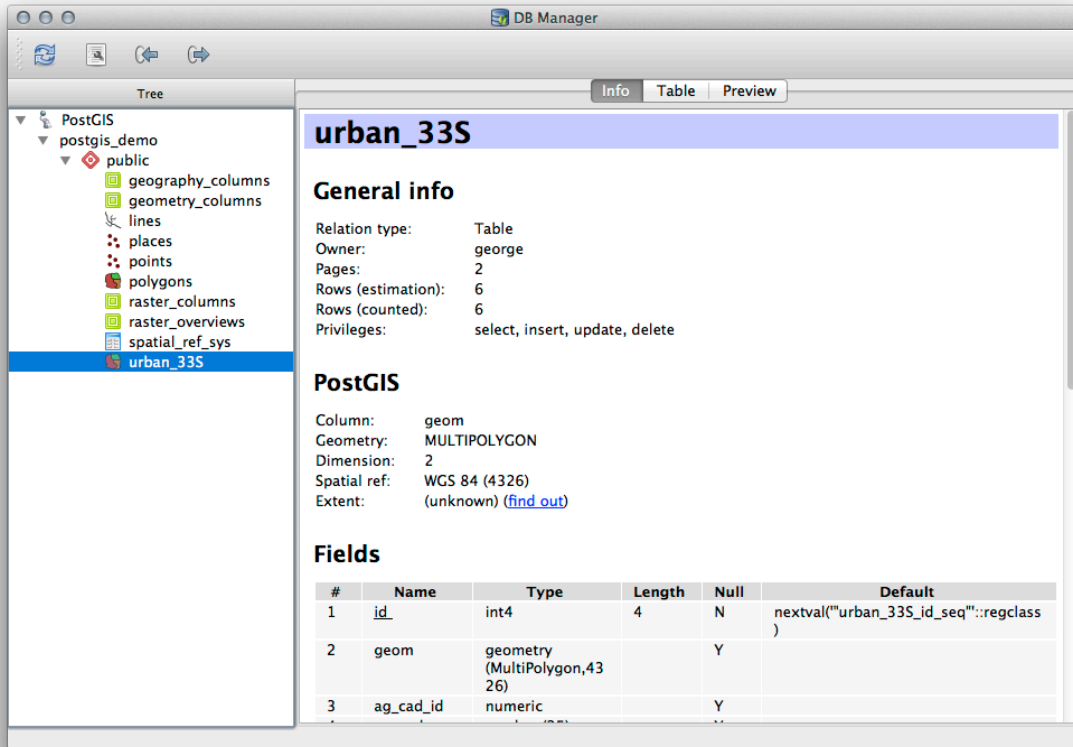 DB Manager
Tree
Info Table Preview
PostGIS
postgis_demo
public
geography_columns
geometry_columns
lines
places
points
polygons
raster_columns
raster_overviews
spatial_ref_sys
urban_33S
urban_33S
General info
Relation type: Table
Owner: george
Pages: 2
Rows (estimation): 6
Rows (counted): 6
Privileges: select, insert, update, delete
PostGIS
Column: geom
Geometry: MULTIPOLYGON
Dimension: 2
Spatial ref: WGS 84 (4326)
Extent: (unknown) (find out)
Fields
# Name Type Length Null Default
1 id int4 4 N nextval('"urban_33S_id_seq"'::regclass
)
2 geom geometry Y
(MultiPolygon,43
26)
3 ag_cad_id numeric Y